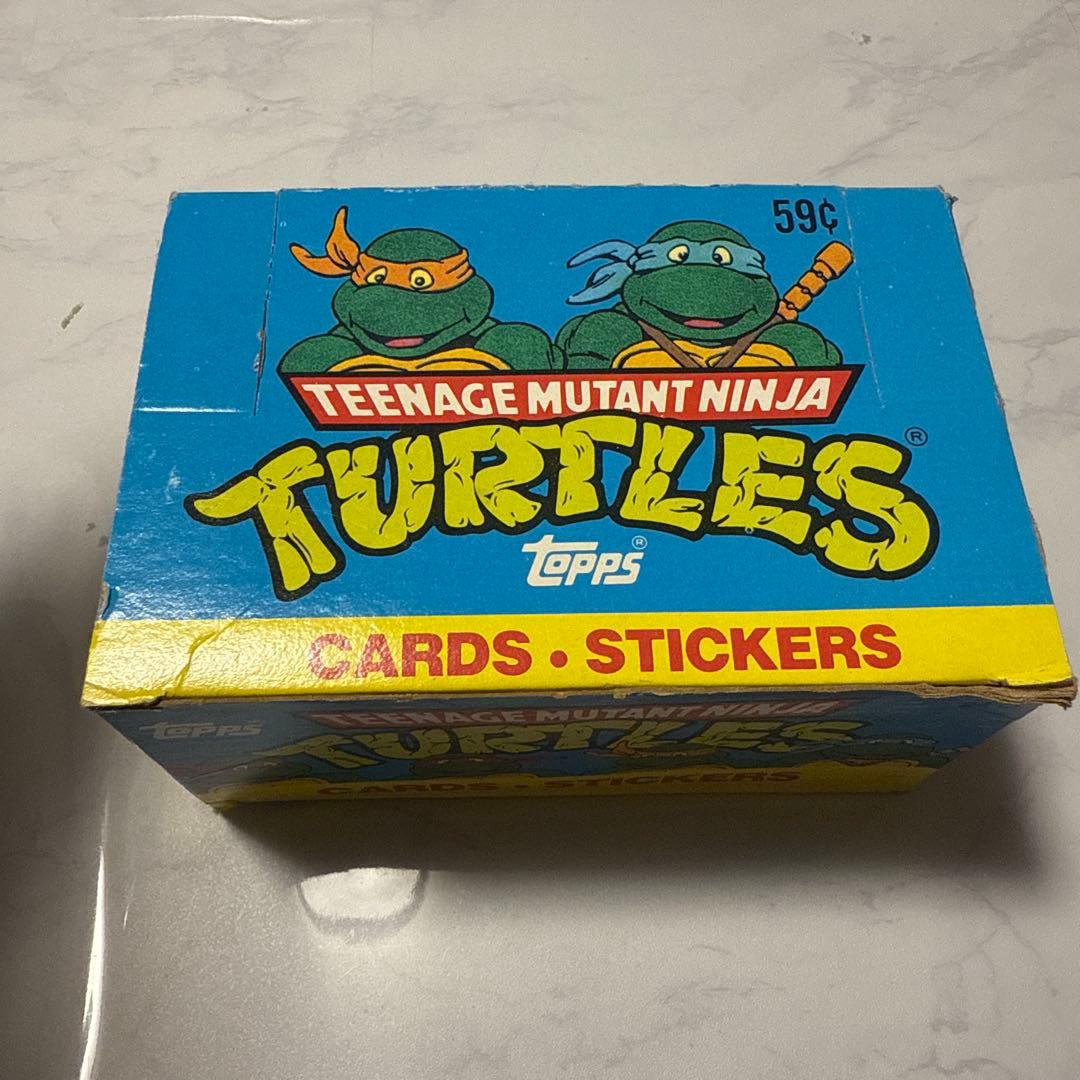 59¢
TEENAGE MUTANT NINJA
TURTLES®
TOPPS®
CARDS • STICKERS
TOPPS
TEENAGE MUTANT NINJA
TURTLES
CARDS • STICKERS